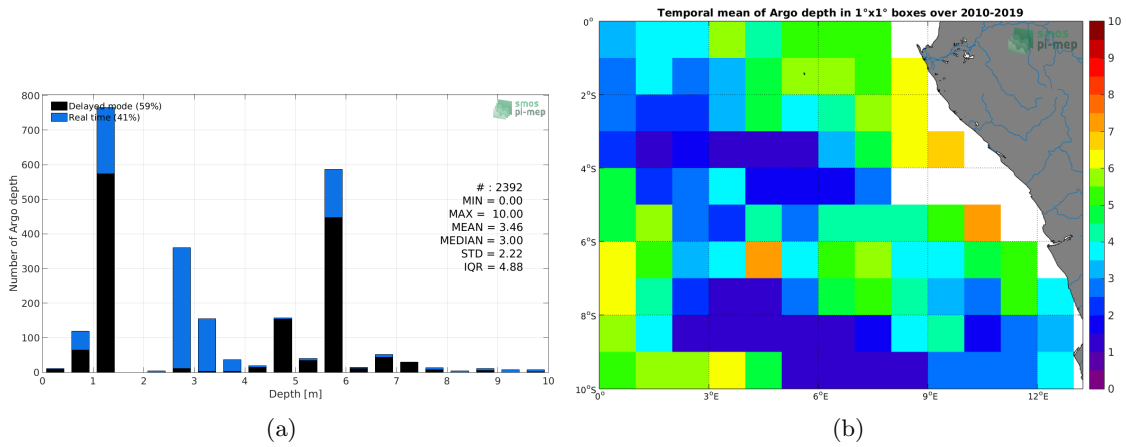 800
700
600
500
400
300
200
100
0
Number of Argo depth
Delayed mode (59%)
Real time (41%)
smos
pi-mep
# : 2392
MIN = 0.00
MAX = 10.00
MEAN = 3.46
MEDIAN = 3.00
STD = 2.22
IQR = 4.88
0 1 2 3 4 5 6 7 8 9 10
Depth [m]
(a)
Temporal mean of Argo depth in 1°x1° boxes over 2010-2019
0°
2°S
4°S
6°S
8°S
10°S
0° 3°E 6°E 9°E 12°E
smos
pi-mep
10
9
8
7
6
5
4
3
2
1
0
(b)